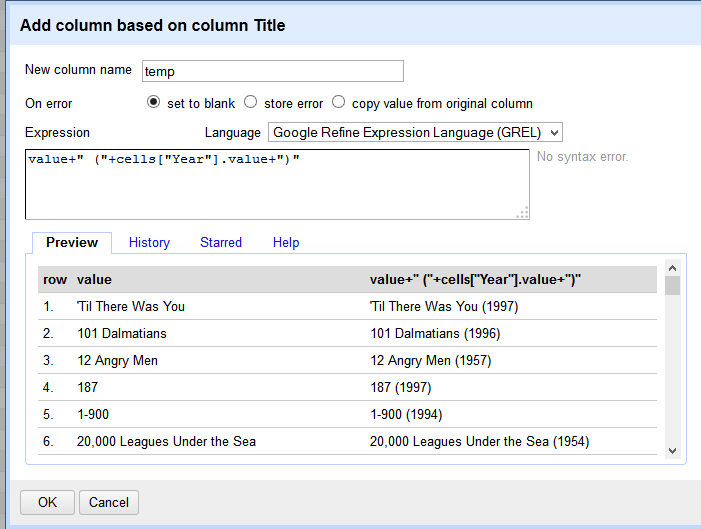 Add column based on column Title
New column name temp
On error set to blank store error copy value from original column
Expression Language Google Refine Expression Language (GREL)
value+" ("+cells["Year"].value+")" No syntax error.
Preview History Starred Help
row value value+" ("+cells["Year"].value+")"
1. 'Til There Was You 'Til There Was You (1997)
2. 101 Dalmatians 101 Dalmatians (1996)
3. 12 Angry Men 12 Angry Men (1957)
4. 187 187 (1997)
5. 1-900 1-900 (1994)
6. 20,000 Leagues Under the Sea 20,000 Leagues Under the Sea (1954)
OK Cancel